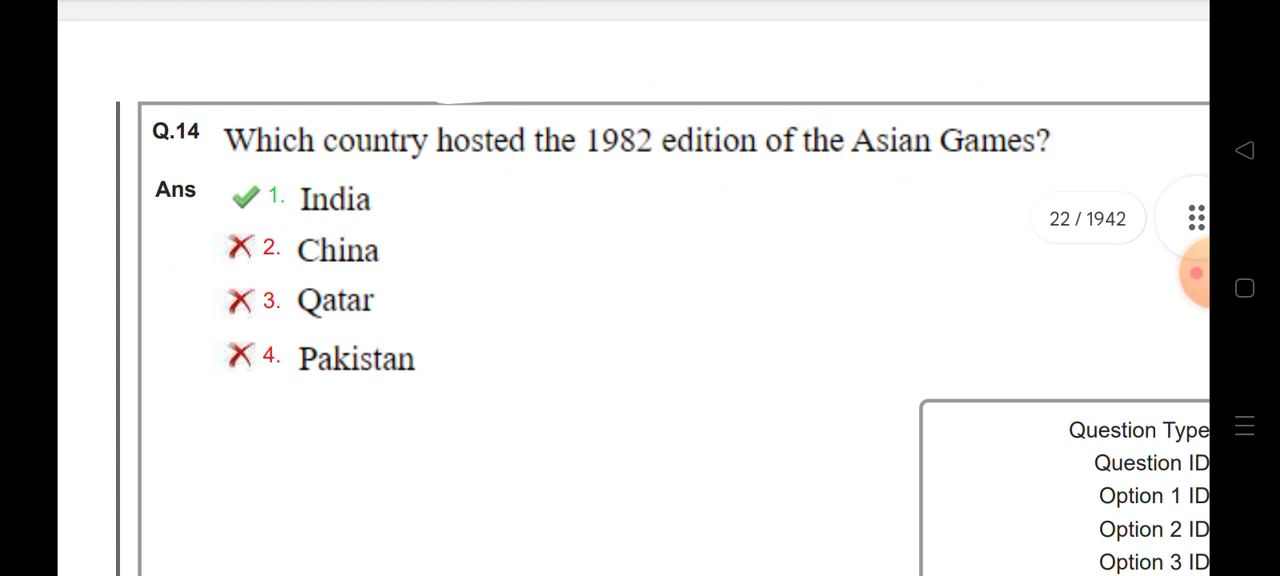 Q.14 Which country hosted the 1982 edition of the Asian Games?
Ans 1. India
2. China
3. Qatar
4. Pakistan
22 / 1942
Question Type
Question ID
Option 1 ID
Option 2 ID
Option 3 ID